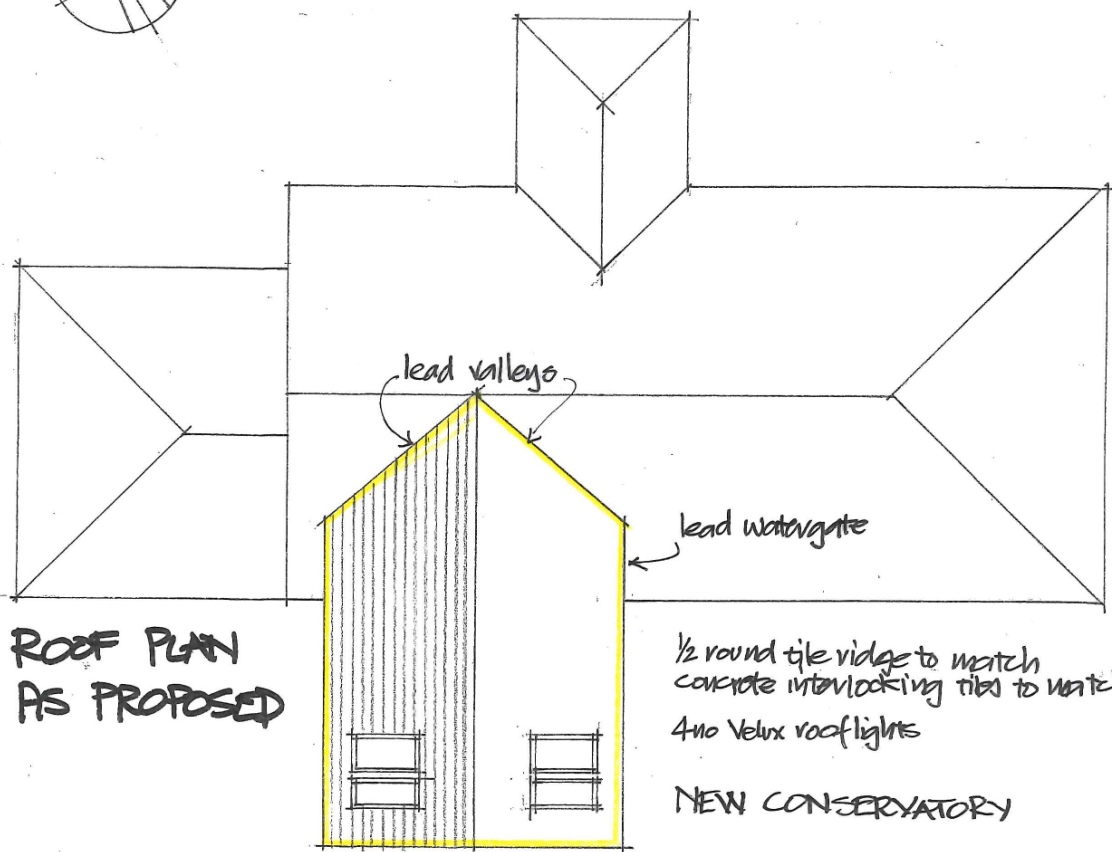 lead valleys
lead watergate
ROOF PLAN
AS PROPOSED
½ round tile ridge to match
concrete interlocking tiles to matc
4no Velux rooflights
NEW CONSERVATORY